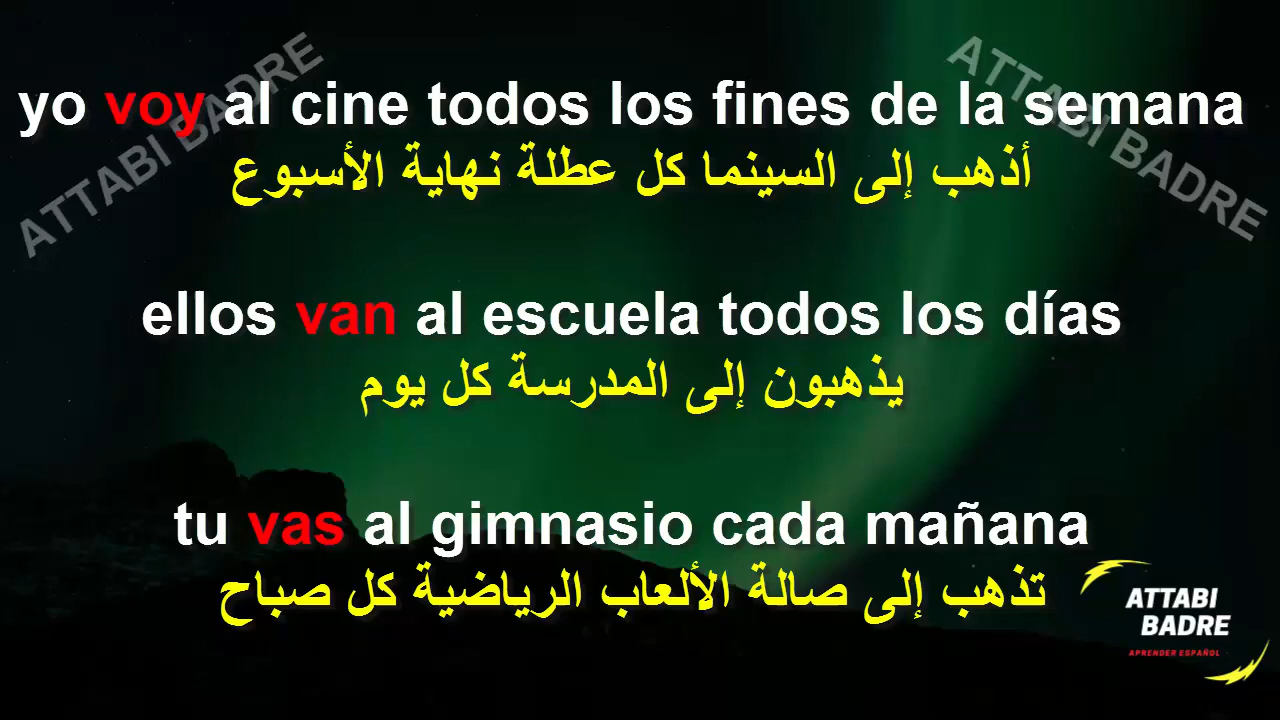 ATTABI BADRE
ATTABI BADRE
yo voy al cine todos los fines de la semana
أذهب إلى السينما كل عطلة نهاية الأسبوع
ellos van al escuela todos los días
يذهبون إلى المدرسة كل يوم
tu vas al gimnasio cada mañana
تذهب إلى صالة الألعاب الرياضية كل صباح
ATTABI
BADRE
APRENDER ESPAÑOL